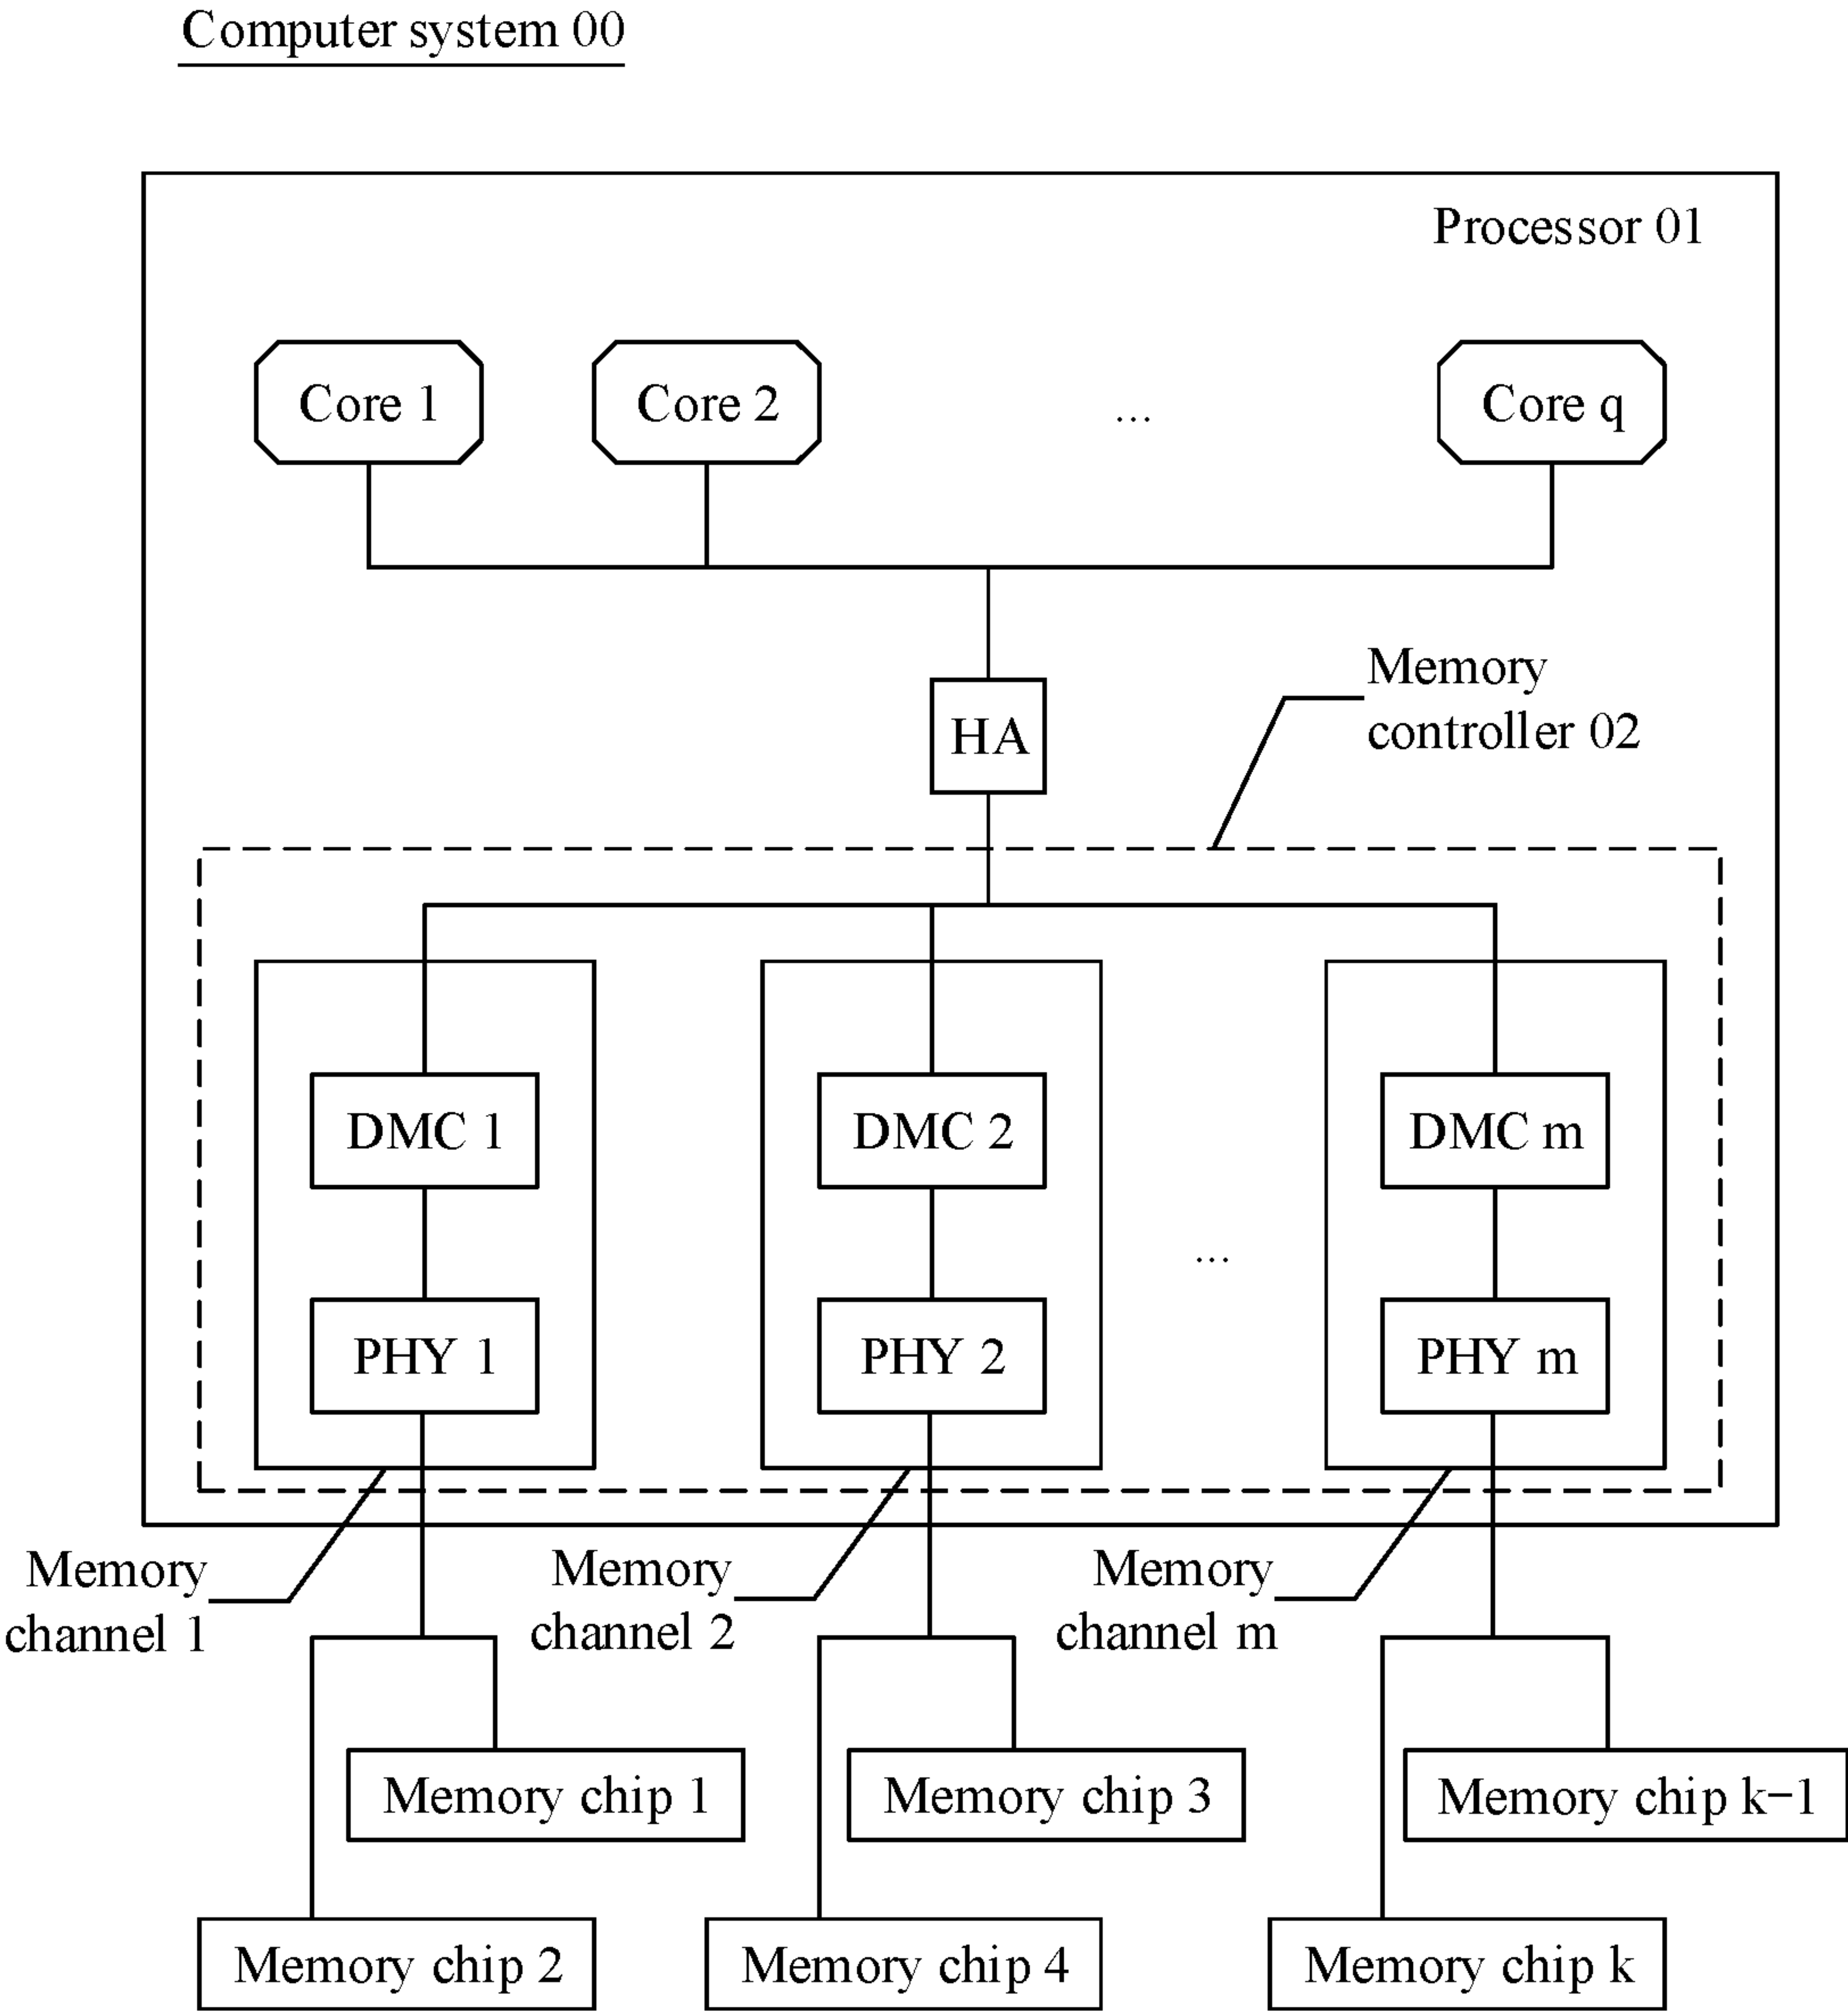 Computer system 00
Processor 01
Core 1
Core 2
...
Core q
HA
Memory
controller 02
DMC 1
DMC 2
DMC m
...
PHY 1
PHY 2
PHY m
Memory
channel 1
Memory
channel 2
Memory
channel m
Memory chip 1
Memory chip 3
Memory chip k−1
Memory chip 2
Memory chip 4
Memory chip k